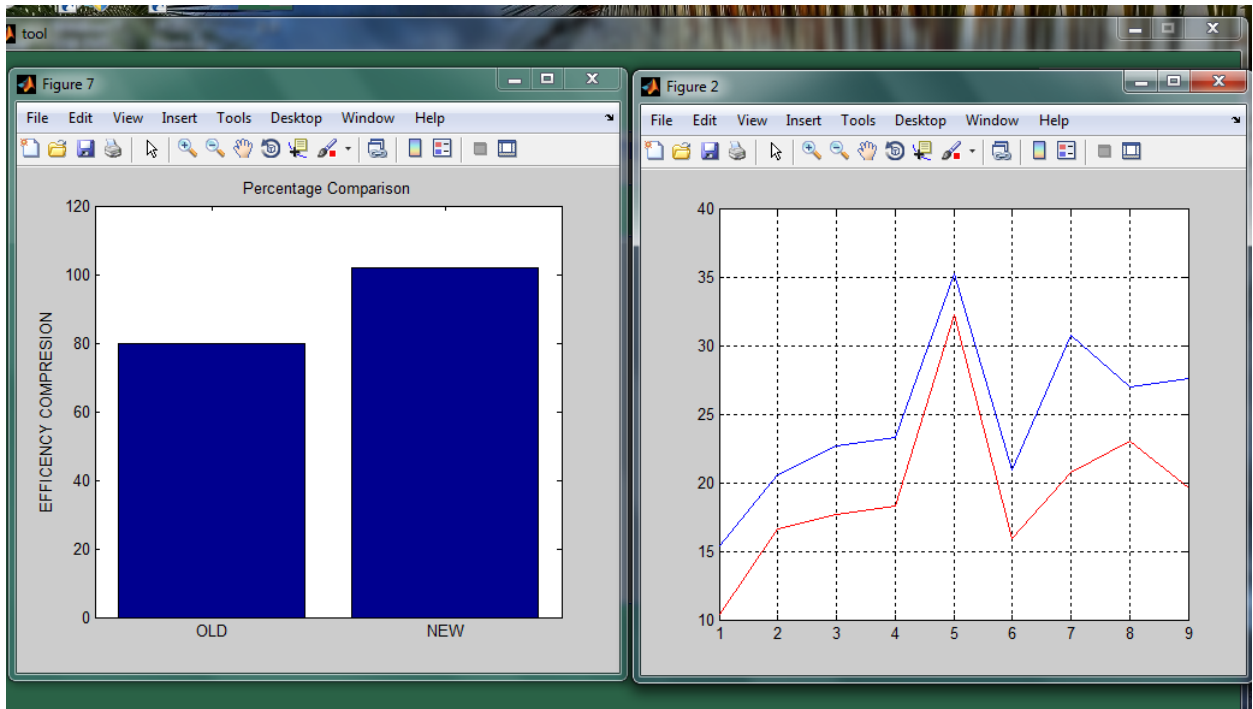 tool
Figure 7
File Edit View Insert Tools Desktop Window Help
Percentage Comparison
EFFICENCY COMPRESION
120
100
80
60
40
20
0
OLD NEW
Figure 2
File Edit View Insert Tools Desktop Window Help
40
35
30
25
20
15
10
1 2 3 4 5 6 7 8 9